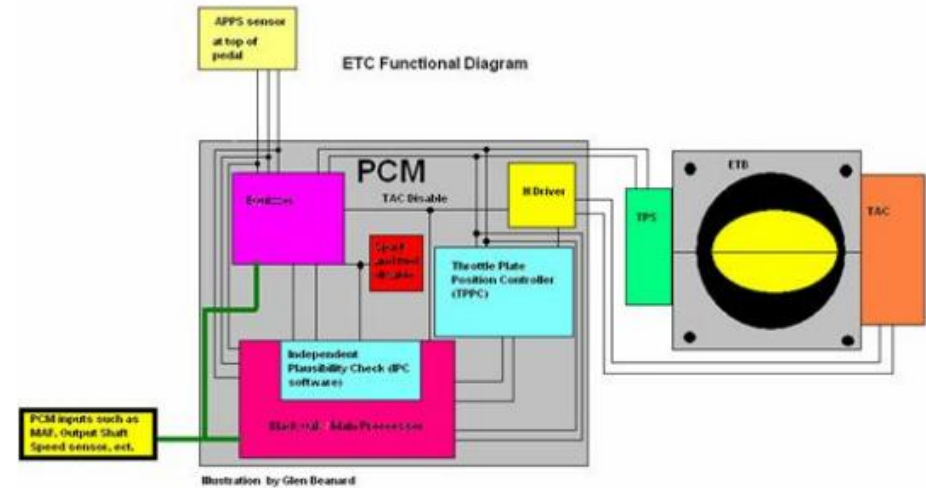 APPS sensor
at top of
pedal
ETC Functional Diagram
PCM
ETB
TAC Disable
H Driver
TPS
TAC
Throttle Plate
Position Controller
(TPPC)
Independent
Plausibility Check (IPC
software)
Main Processor
PCM inputs such as
MAF, Output Shaft
Speed sensor, ect.
Illustration by Glen Beanard